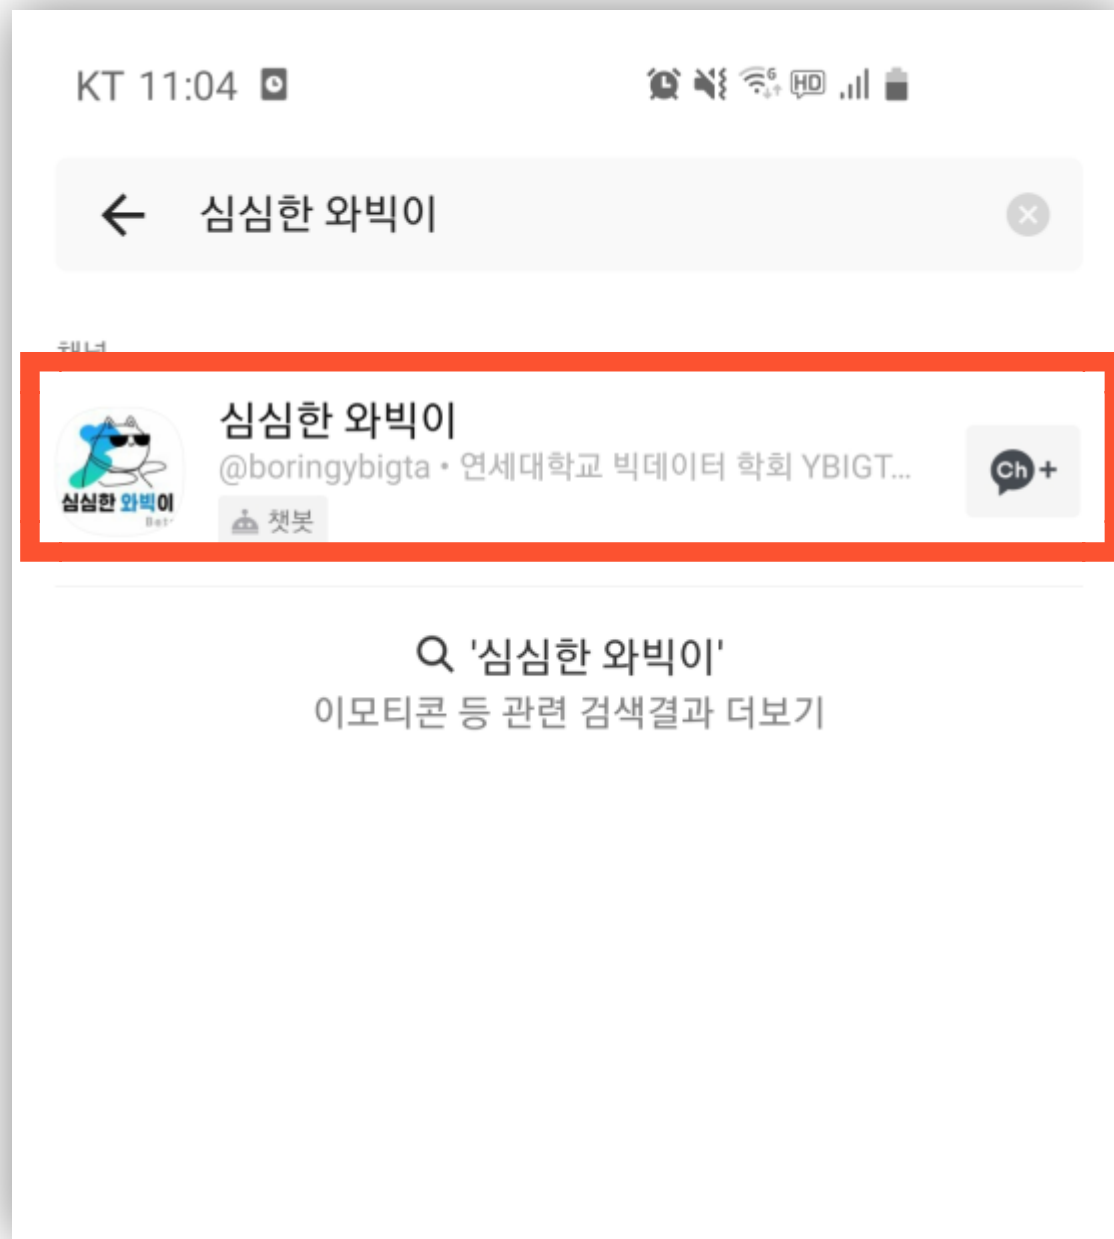 KT 11:04
HD
심심한 와빅이
채널
심심한 와빅이
@boringybigta • 연세대학교 빅데이터 학회 YBIGT...
Ch+
심심한 와빅이
챗봇
'심심한 와빅이'
이모티콘 등 관련 검색결과 더보기